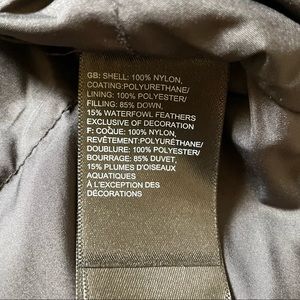 GB: SHELL: 100% NYLON,
COATING:POLYURETHANE/
LINING: 100% POLYESTER/
FILLING: 85% DOWN,
15% WATERFOWL FEATHERS
EXCLUSIVE OF DECORATION
F: COQUE: 100% NYLON,
REVÊTEMENT:POLYURÉTHANE/
DOUBLURE: 100% POLYESTER/
BOURRAGE: 85% DUVET,
15% PLUMES D'OISEAUX
AQUATIQUES
À L'EXCEPTION DES
DÉCORATIONS